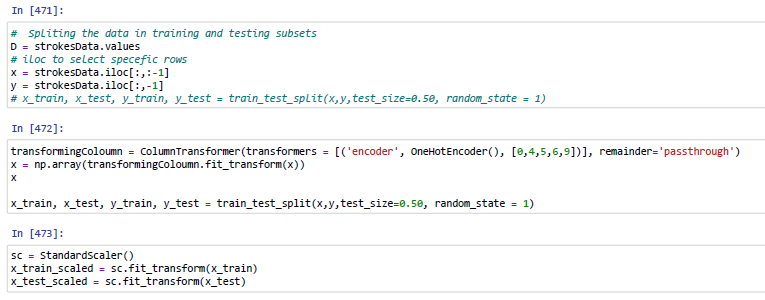 In [471]:
#  Spliting the data in training and testing subsets
D = strokesData.values
# iloc to select specefic rows
x = strokesData.iloc[:,:-1]
y = strokesData.iloc[:,-1]
# x_train, x_test, y_train, y_test = train_test_split(x,y,test_size=0.50, random_state = 1)
In [472]:
transformingColoumn = ColumnTransformer(transformers = [('encoder', OneHotEncoder(), [0,4,5,6,9])], remainder='passthrough')
x = np.array(transformingColoumn.fit_transform(x))
x
x_train, x_test, y_train, y_test = train_test_split(x,y,test_size=0.50, random_state = 1)
In [473]:
sc = StandardScaler()
x_train_scaled = sc.fit_transform(x_train)
x_test_scaled = sc.fit_transform(x_test)